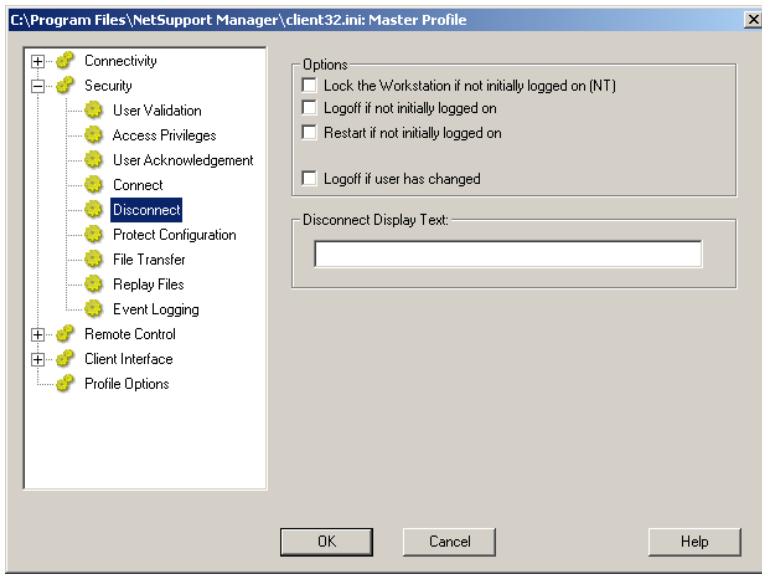 C:\Program Files\NetSupport Manager\client32.ini: Master Profile
Connectivity
Security
User Validation
Access Privileges
User Acknowledgement
Connect
Disconnect
Protect Configuration
File Transfer
Replay Files
Event Logging
Remote Control
Client Interface
Profile Options
Options
Lock the Workstation if not initially logged on (NT)
Logoff if not initially logged on
Restart if not initially logged on
Logoff if user has changed
Disconnect Display Text:
OK
Cancel
Help